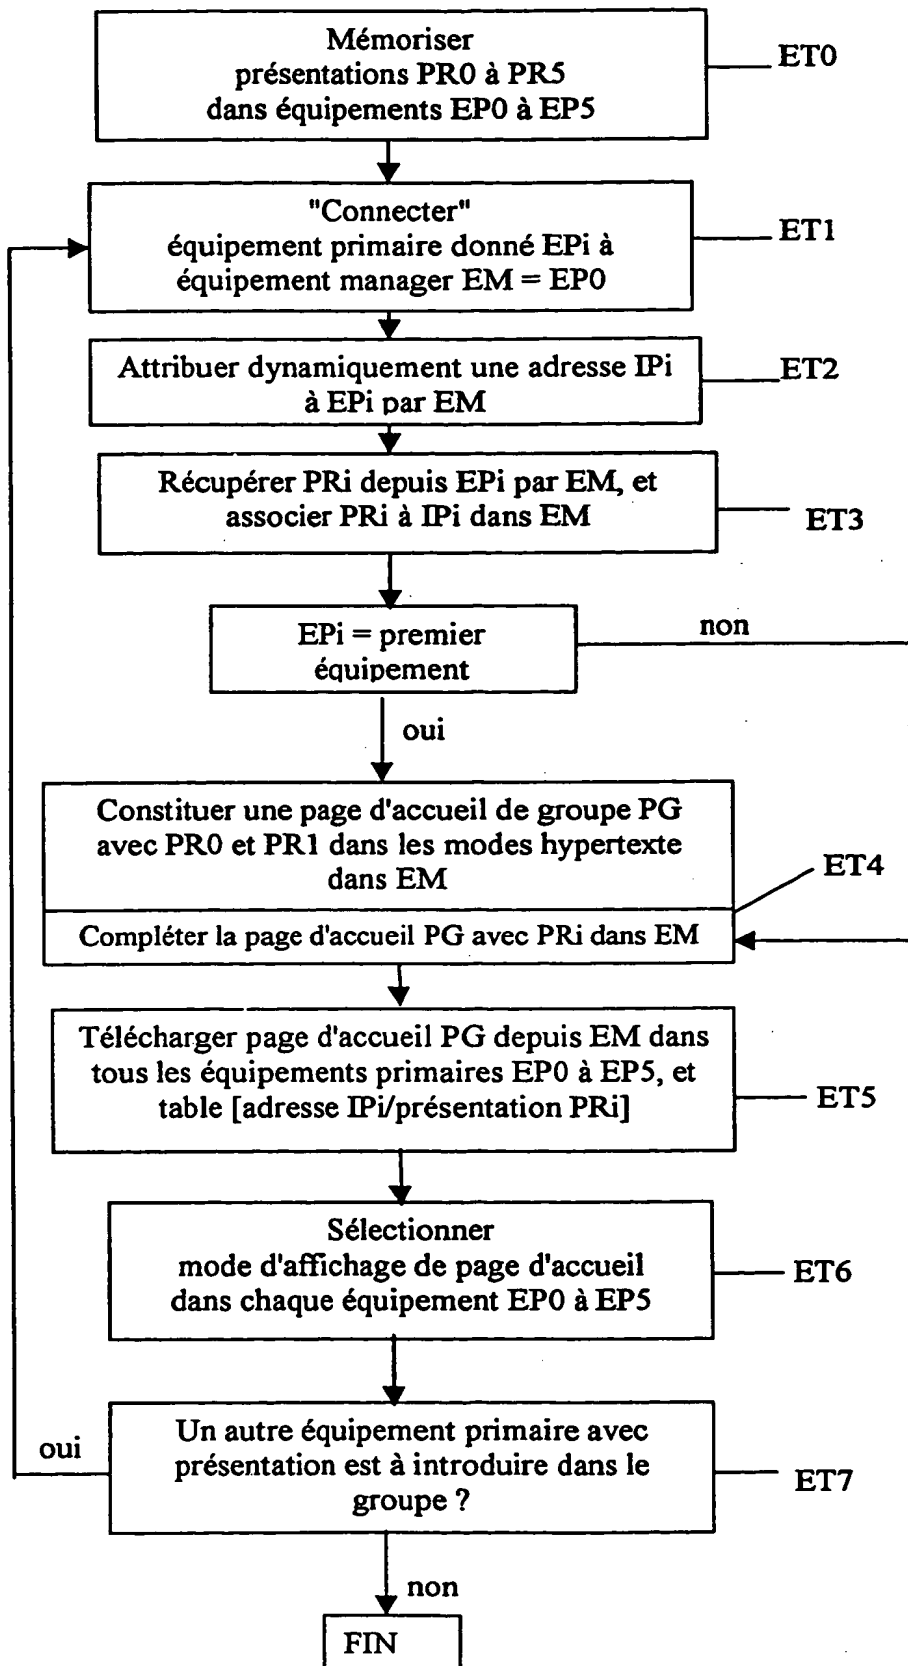 Mémoriser
présentations PR0 à PR5
dans équipements EP0 à EP5
ET0
"Connecter"
équipement primaire donné EPi à
équipement manager EM = EP0
ET1
Attribuer dynamiquement une adresse IPi
à EPi par EM
ET2
Récupérer PRi depuis EPi par EM, et
associer PRi à IPi dans EM
ET3
EPi = premier
équipement
non
oui
Constituer une page d'accueil de groupe PG
avec PR0 et PR1 dans les modes hypertexte
dans EM
ET4
Compléter la page d'accueil PG avec PRi dans EM
Télécharger page d'accueil PG depuis EM dans
tous les équipements primaires EP0 à EP5, et
table [adresse IPi/présentation PRi]
ET5
Sélectionner
mode d'affichage de page d'accueil
dans chaque équipement EP0 à EP5
ET6
oui
Un autre équipement primaire avec
présentation est à introduire dans le
groupe ?
ET7
non
FIN